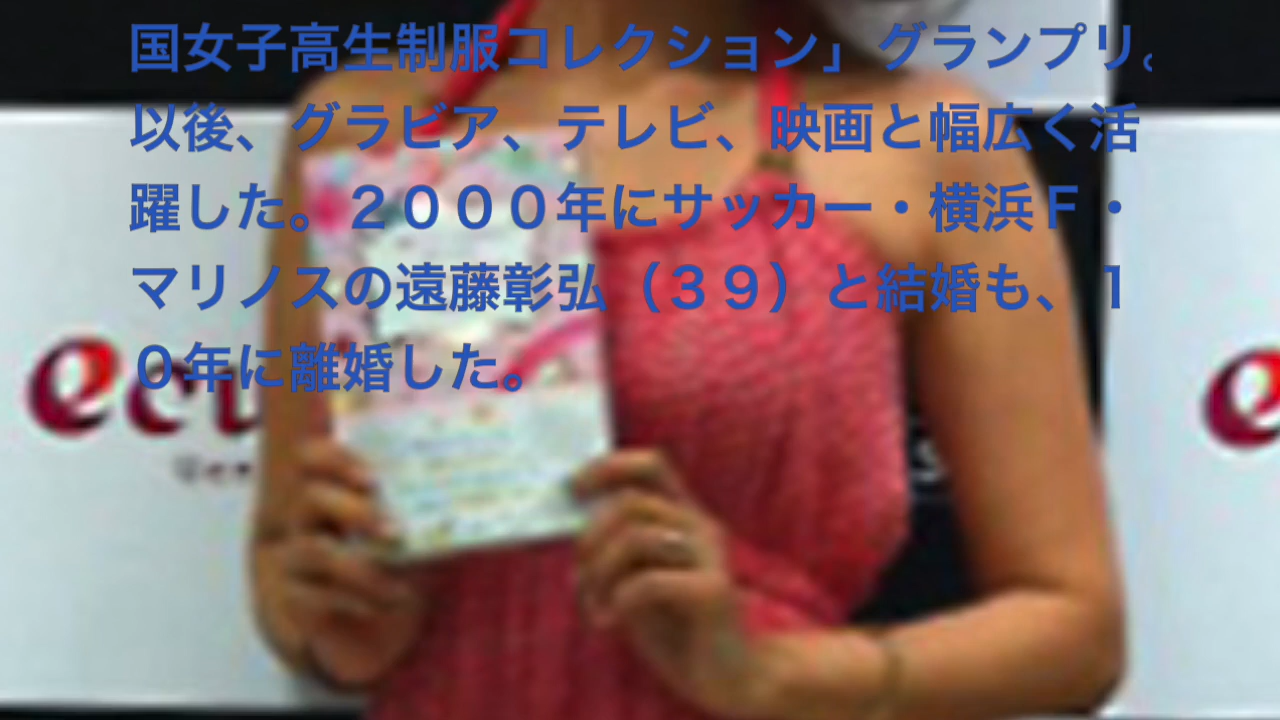 国女子高生制服コレクション」グランプリ。
以後、グラビア、テレビ、映画と幅広く活
躍した。２０００年にサッカー・横浜Ｆ・
マリノスの遠藤彰弘（３９）と結婚も、１
０年に離婚した。